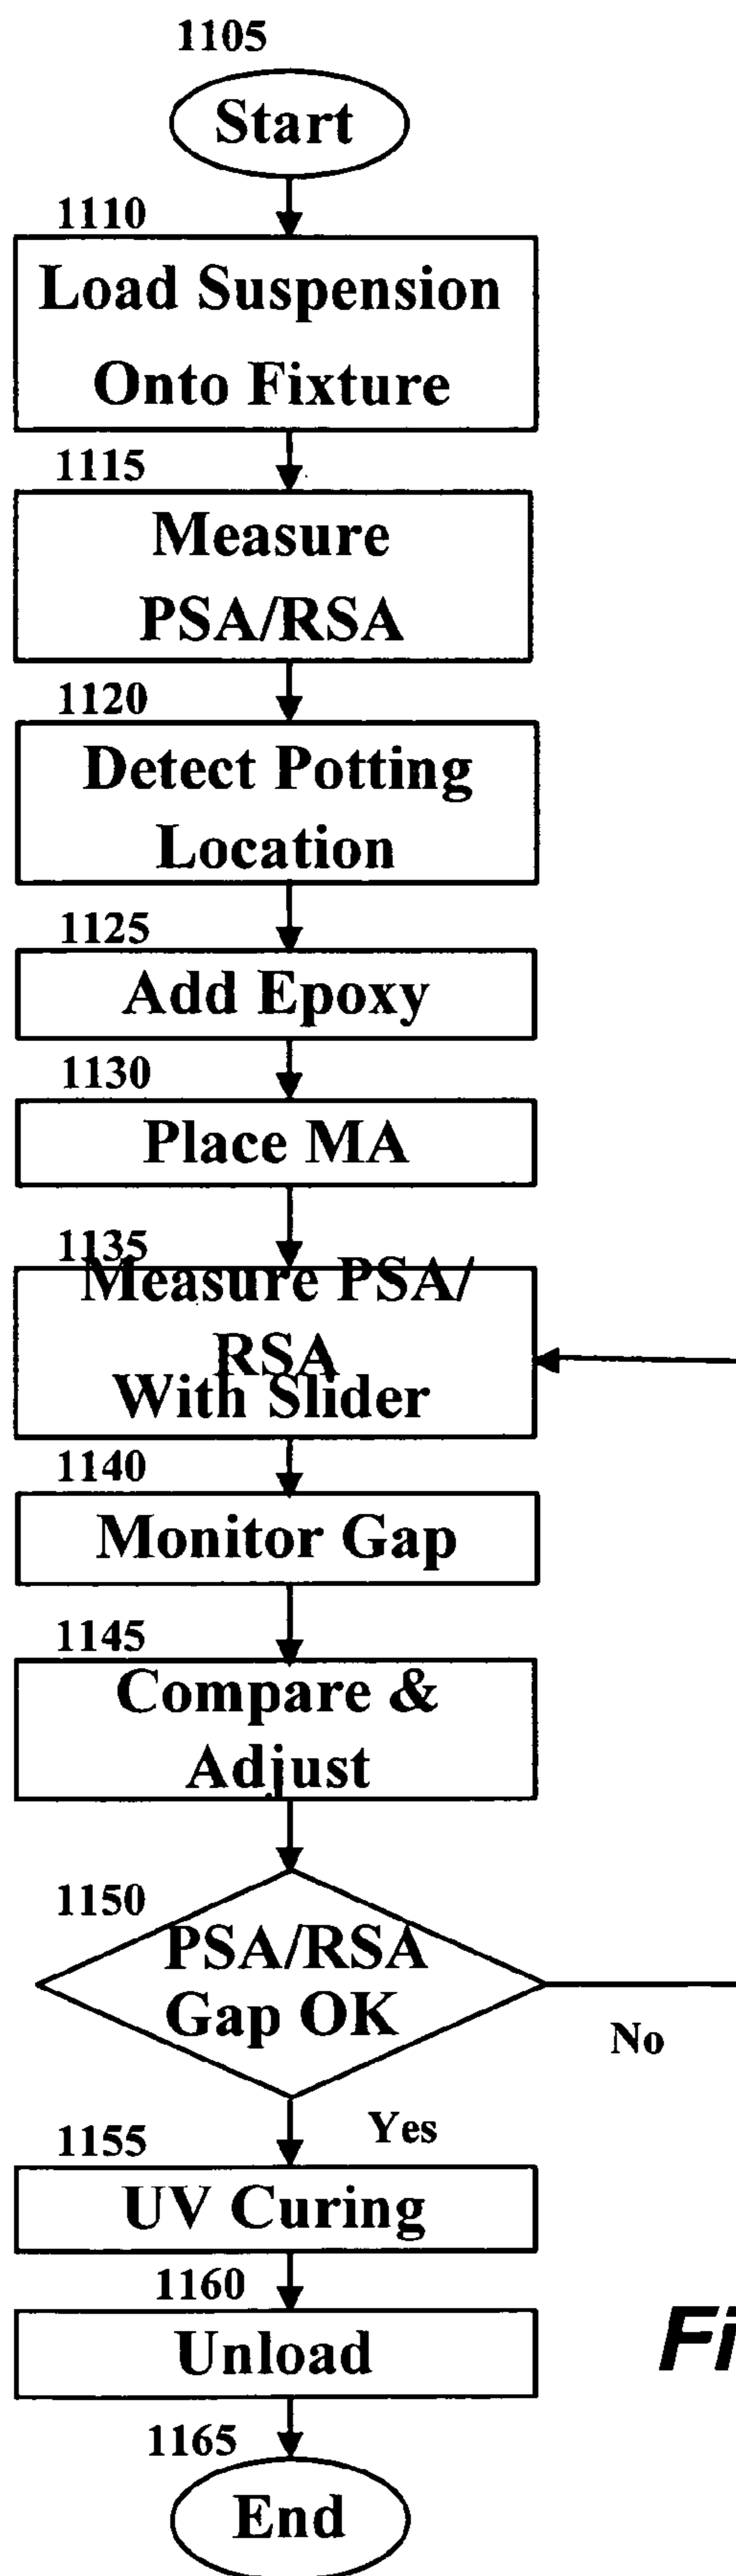 1105
Start
1110
Load Suspension
Onto Fixture
1115
Measure
PSA/RSA
1120
Detect Potting
Location
1125
Add Epoxy
1130
Place MA
1135
Measure PSA/
RSA
With Slider
1140
Monitor Gap
1145
Compare &
Adjust
1150
PSA/RSA
Gap OK
No
Yes
1155
UV Curing
1160
Unload
Fi
1165
End